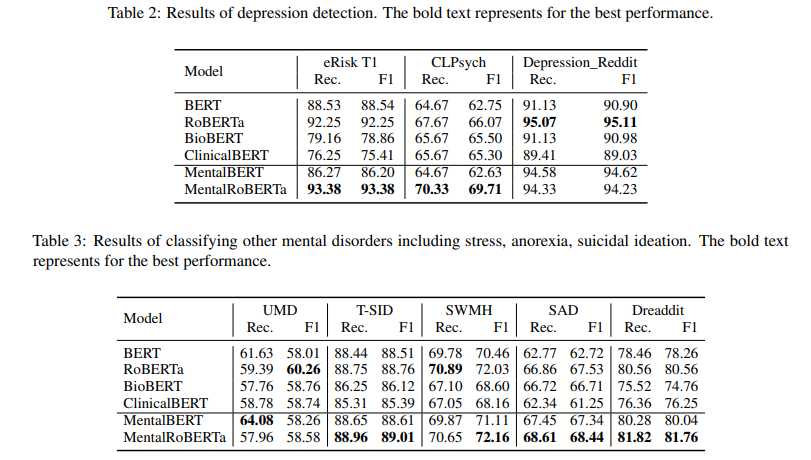 Table 2: Results of depression detection. The bold text represents for the best performance.
Model eRisk T1 CLPsych Depression_Reddit
Rec. F1 Rec. F1 Rec. F1
BERT 88.53 88.54 64.67 62.75 91.13 90.90
RoBERTa 92.25 92.25 67.67 66.07 95.07 95.11
BioBERT 79.16 78.86 65.67 65.50 91.13 90.98
ClinicalBERT 76.25 75.41 65.67 65.30 89.41 89.03
MentalBERT 86.27 86.20 64.67 62.63 94.58 94.62
MentalRoBERTa 93.38 93.38 70.33 69.71 94.33 94.23
Table 3: Results of classifying other mental disorders including stress, anorexia, suicidal ideation. The bold text
represents for the best performance.
Model UMD T-SID SWMH SAD Dreaddit
Rec. F1 Rec. F1 Rec. F1 Rec. F1 Rec. F1
BERT 61.63 58.01 88.44 88.51 69.78 70.46 62.77 62.72 78.46 78.26
RoBERTa 59.39 60.26 88.75 88.76 70.89 72.03 66.86 67.53 80.56 80.56
BioBERT 57.76 58.76 86.25 86.12 67.10 68.60 66.72 66.71 75.52 74.76
ClinicalBERT 58.78 58.74 85.31 85.39 67.05 68.16 62.34 61.25 76.36 76.25
MentalBERT 64.08 58.26 88.65 88.61 69.87 71.11 67.45 67.34 80.28 80.04
MentalRoBERTa 57.96 58.58 88.96 89.01 70.65 72.16 68.61 68.44 81.82 81.76